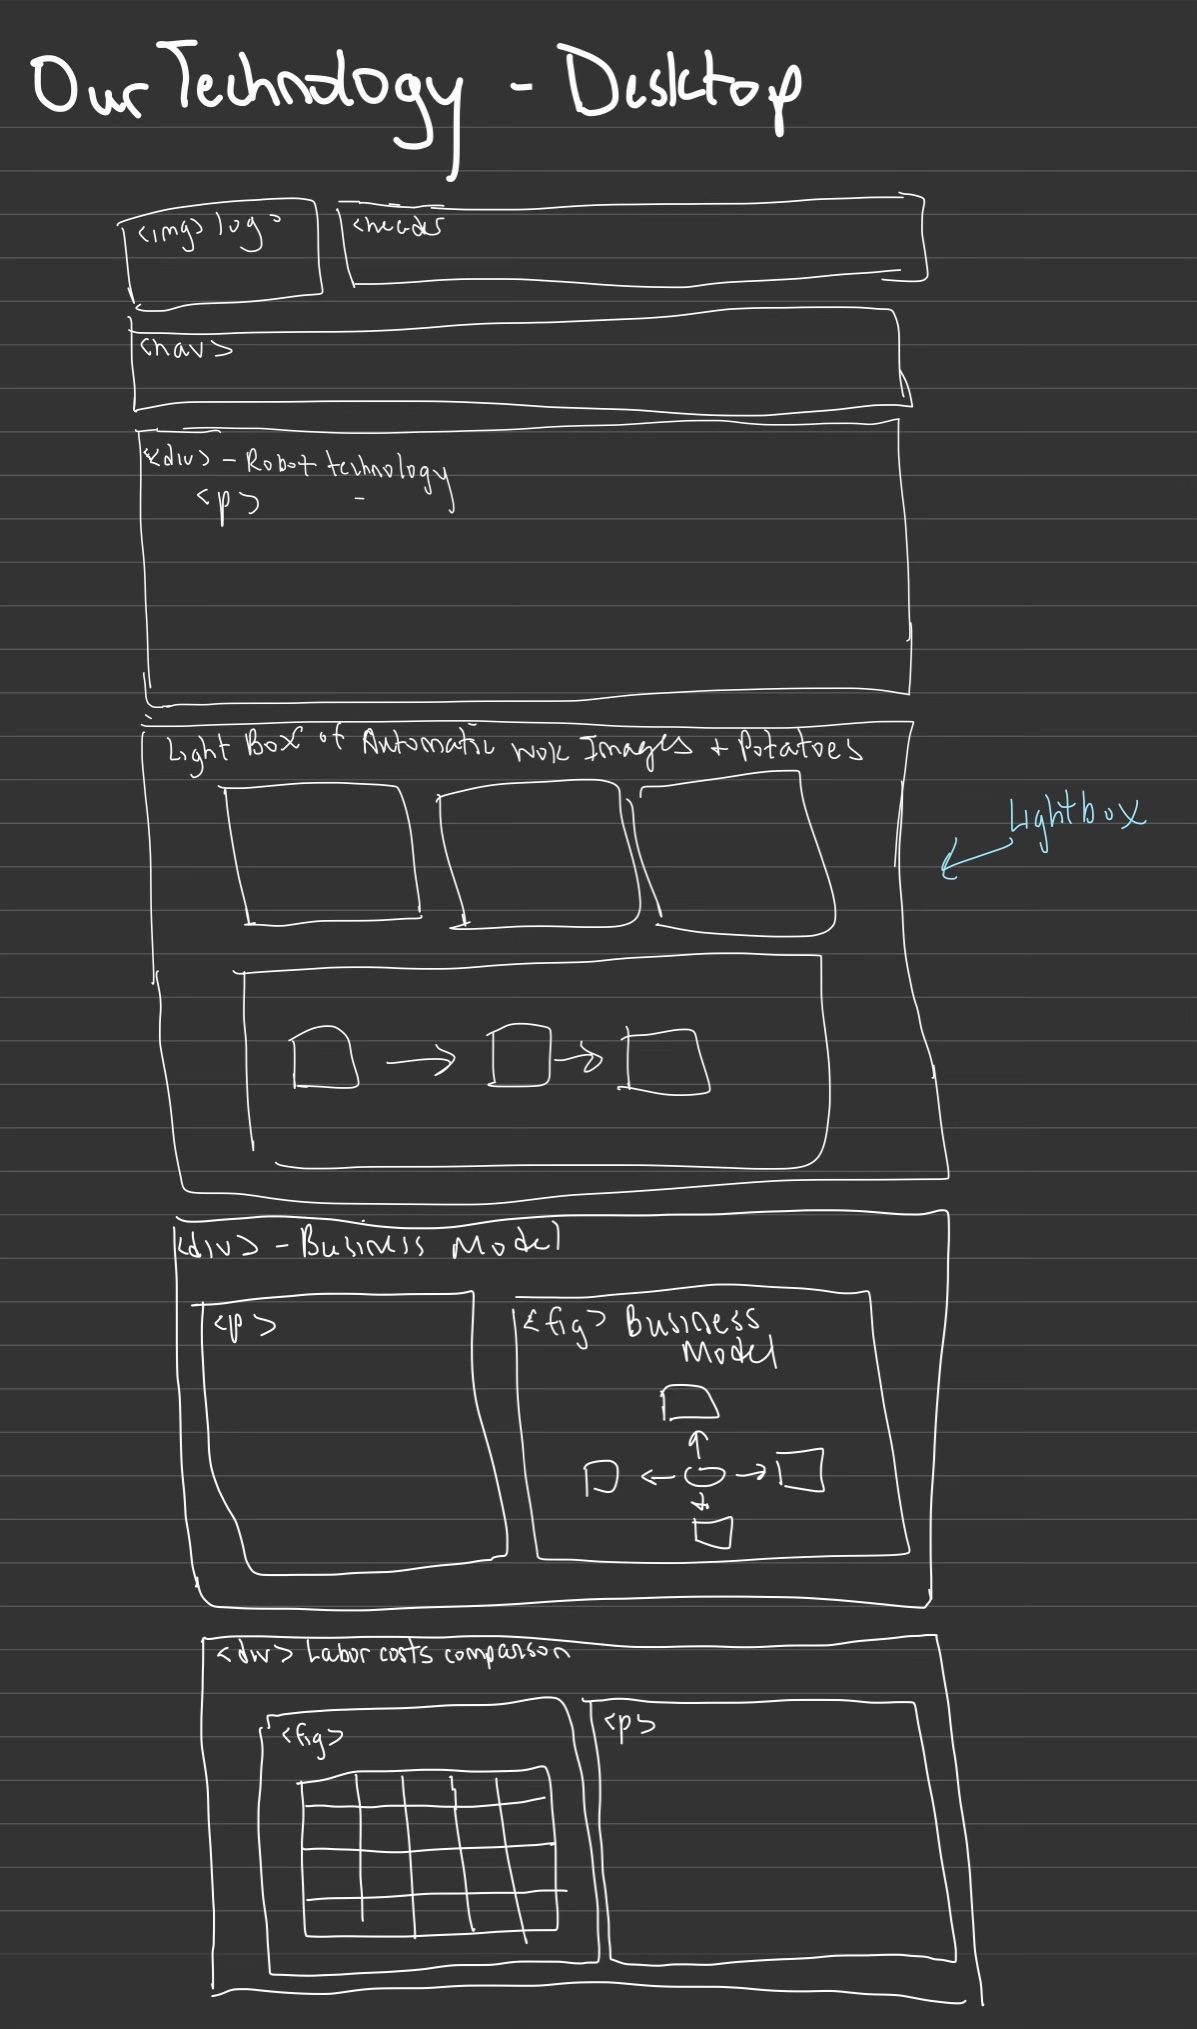 Our Technology - Desktop
<img> logo
<header
<nav>
<div> - Robot technology
<p> -
Light Box of Automatic wok Images + Potatoes
Lightbox
<div> - Business Model
<p>
<fig> Business
Model
<div> Labor costs comparison
<fig>
<p>